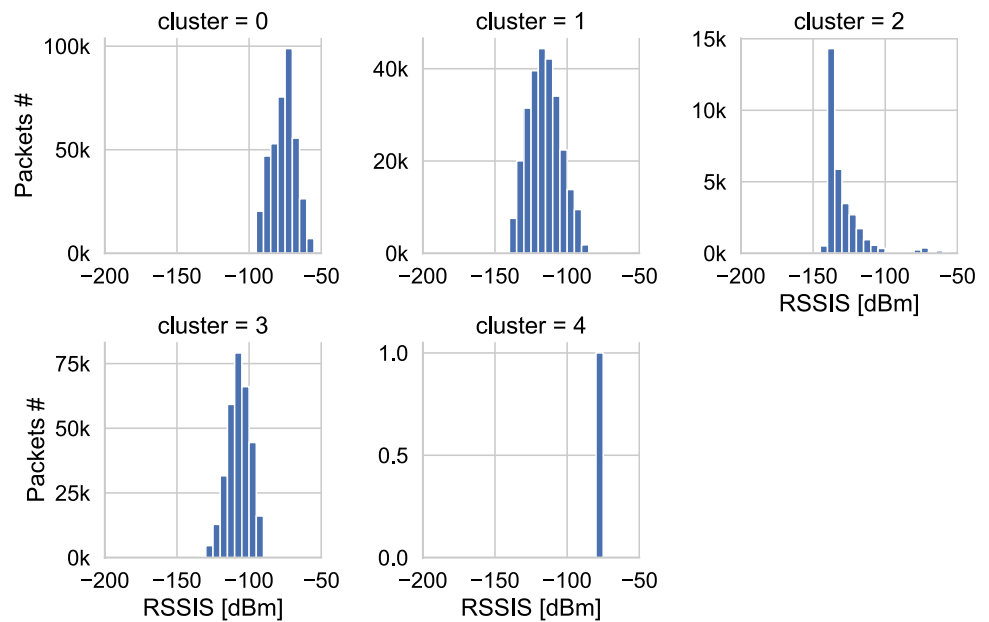 cluster = 0
100k
50k
0k
Packets #
−200 −150 −100 −50
cluster = 1
40k
20k
0k
−200 −150 −100 −50
cluster = 2
15k
10k
5k
0k
−200 −150 −100 −50
RSSIS [dBm]
cluster = 3
75k
50k
25k
0k
Packets #
−200 −150 −100 −50
RSSIS [dBm]
cluster = 4
1.0
0.5
0.0
−200 −150 −100 −50
RSSIS [dBm]